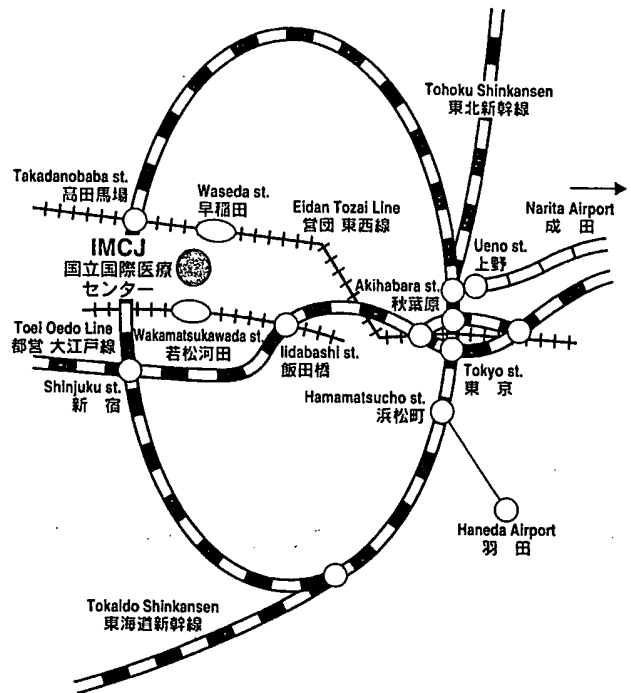 Tohoku Shinkansen
東北新幹線
Takadanobaba st.
高田馬場
Waseda st.
早稲田
Eidan Tozai Line
営団 東西線
Narita Airport
成 田
Ueno st.
上野
IMCJ
国立国際医療
センター
Akihabara st.
秋葉原
Toei Oedo Line
都営 大江戸線
Wakamatsukawada st.
若松河田
Iidabashi st.
飯田橋
Tokyo st.
東 京
Shinjuku st.
新 宿
Hamamatsucho st.
浜松町
Haneda Airport
羽 田
Tokaido Shinkansen
東海道新幹線